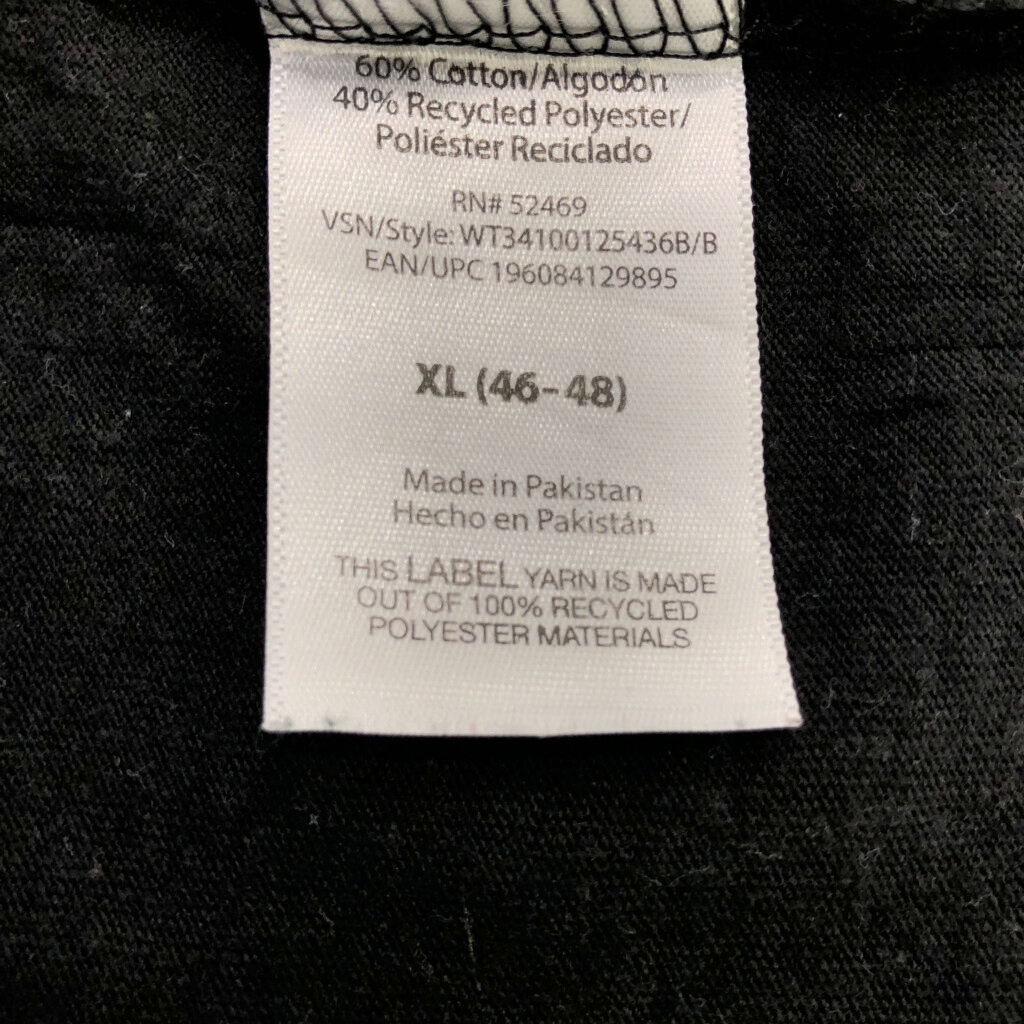 60% Cotton/Algodón
40% Recycled Polyester/
Poliéster Reciclado
RN# 52469
VSN/Style: WT34100125436B/B
EAN/UPC 196084129895
XL (46-48)
Made in Pakistan
Hecho en Pakistán
THIS LABEL YARN IS MADE
OUT OF 100% RECYCLED
POLYESTER MATERIALS